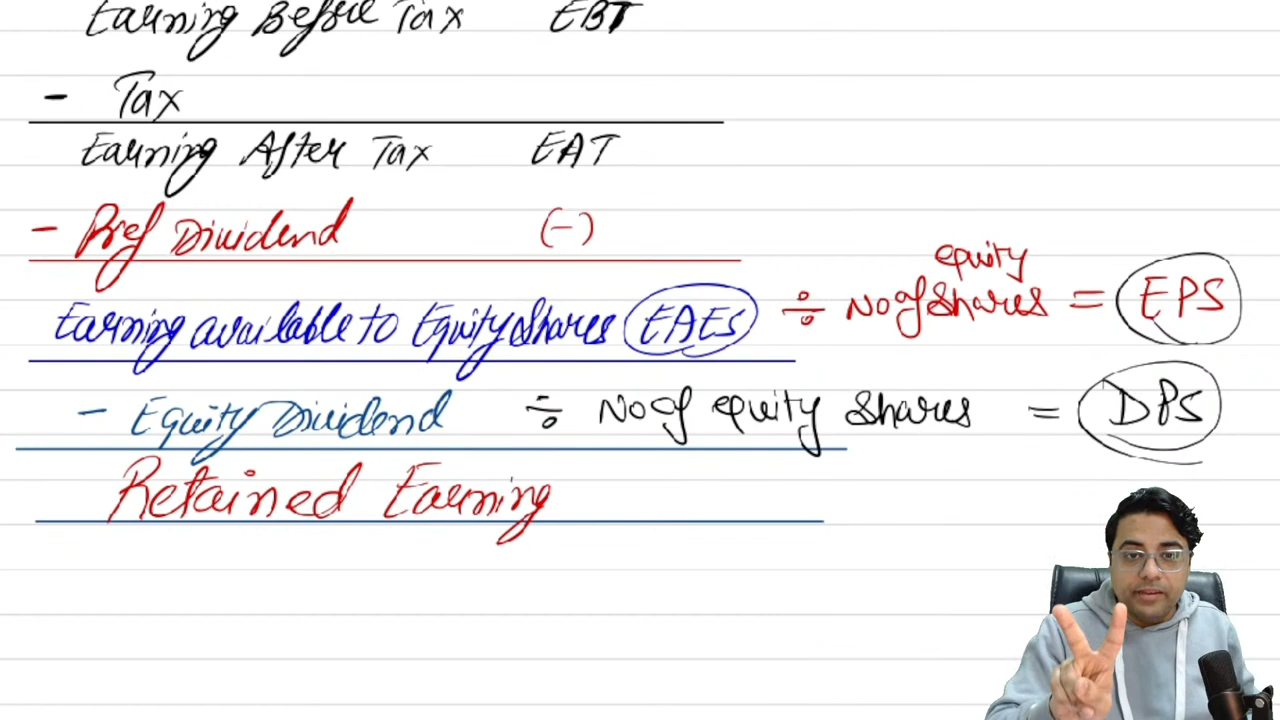 Earning Before Tax EBT
- Tax
Earning After Tax EAT
- Pref Dividend (-)
Earning available to Equity Shares EAES ÷ No of equity Shares = EPS
- Equity Dividend ÷ No of equity Shares = DPS
Retained Earning